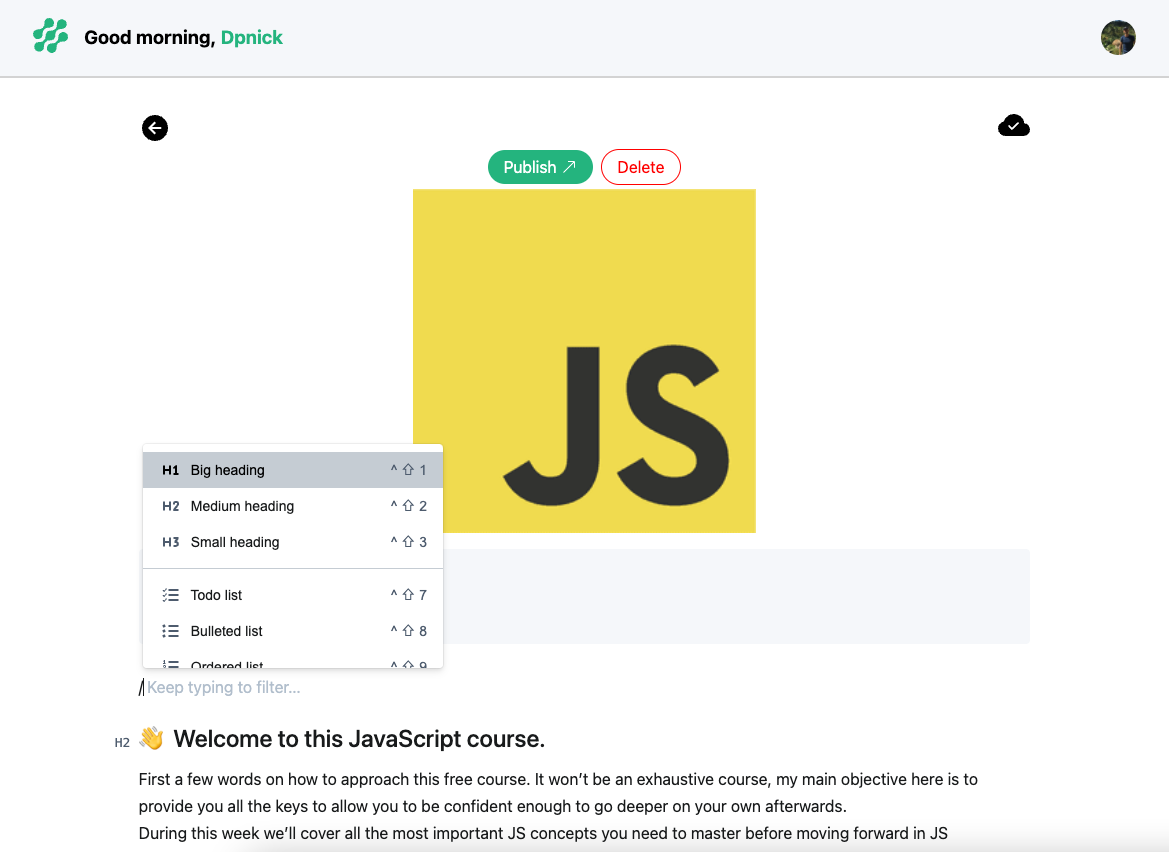 Good morning, Dpnick
Publish ↗
Delete
JS
H1 Big heading ^ ⇧ 1
H2 Medium heading ^ ⇧ 2
H3 Small heading ^ ⇧ 3
Todo list ^ ⇧ 7
Bulleted list ^ ⇧ 8
Ordered list ^ ⇧ 9
/Keep typing to filter...
H2 👋 Welcome to this JavaScript course.
First a few words on how to approach this free course. It won’t be an exhaustive course, my main objective here is to
provide you all the keys to allow you to be confident enough to go deeper on your own afterwards.
During this week we’ll cover all the most important JS concepts you need to master before moving forward in JS